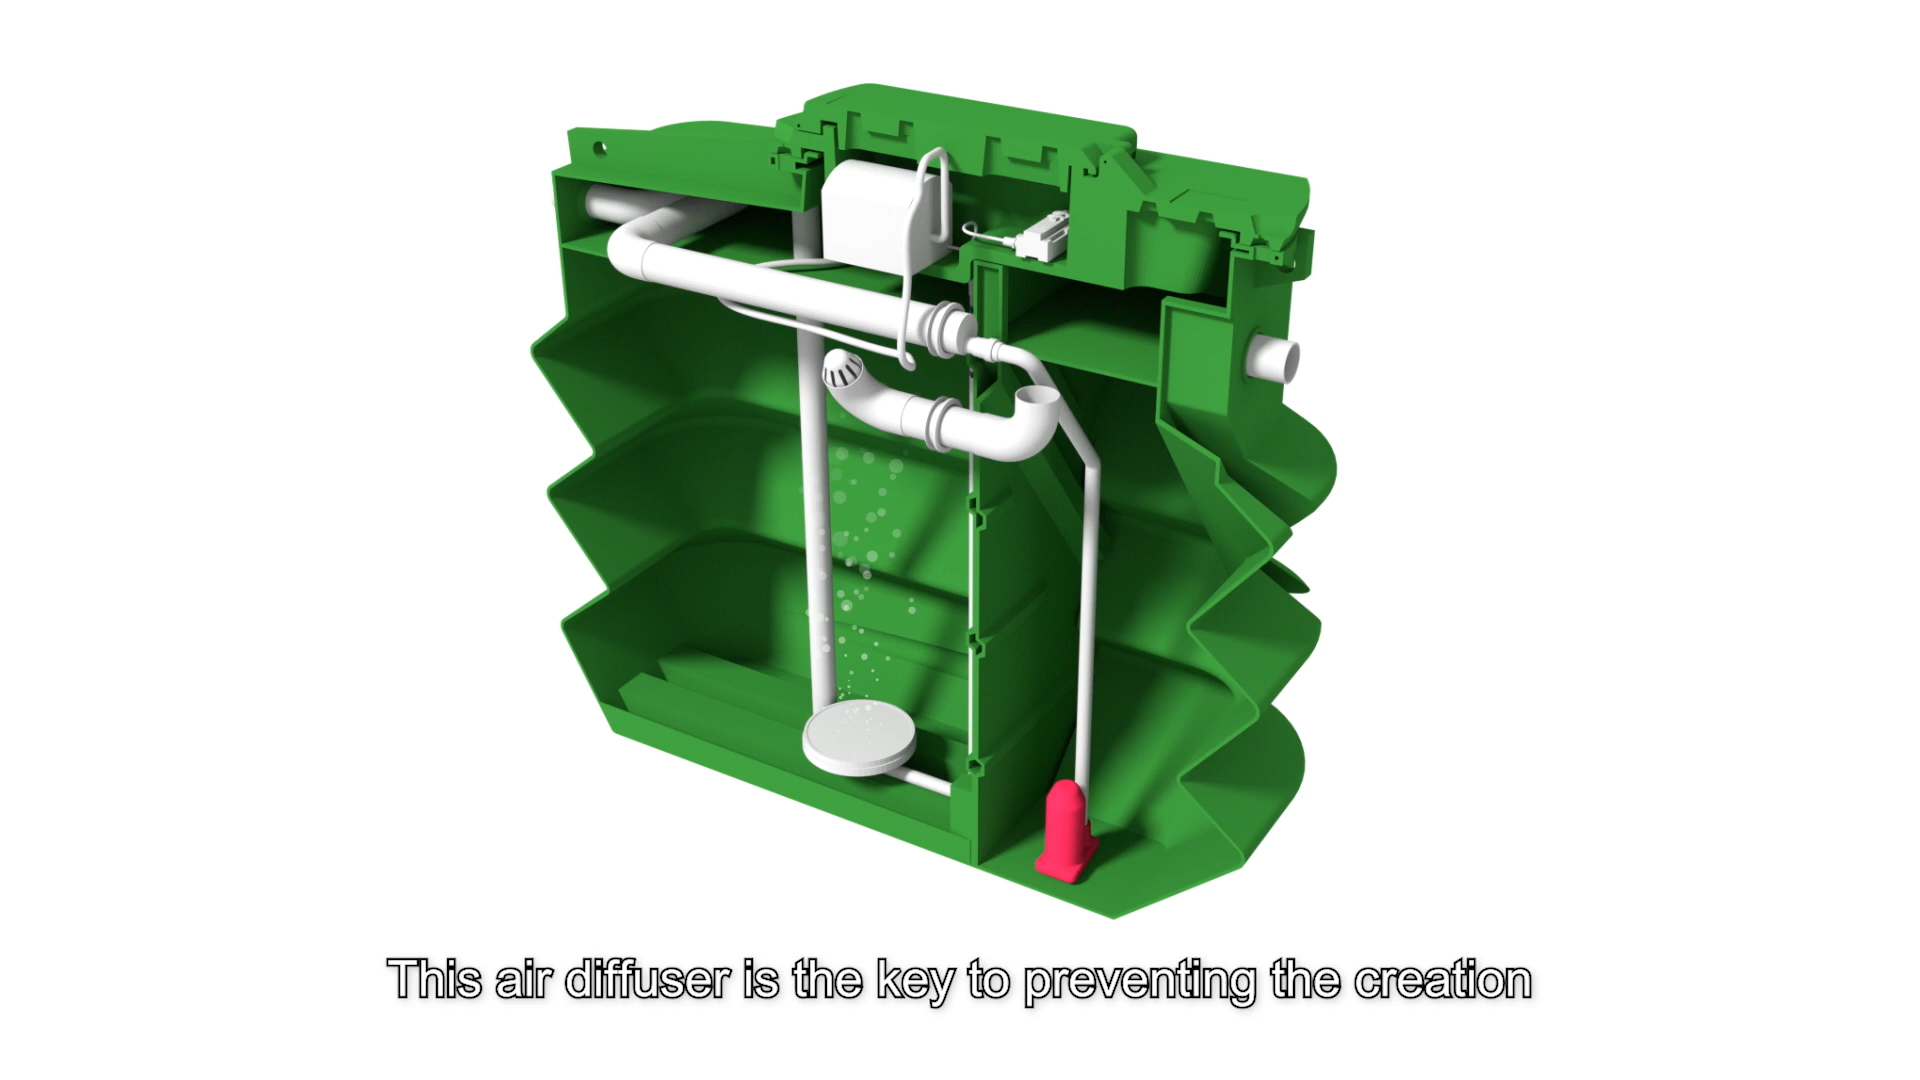 This air diffuser is the key to preventing the creation